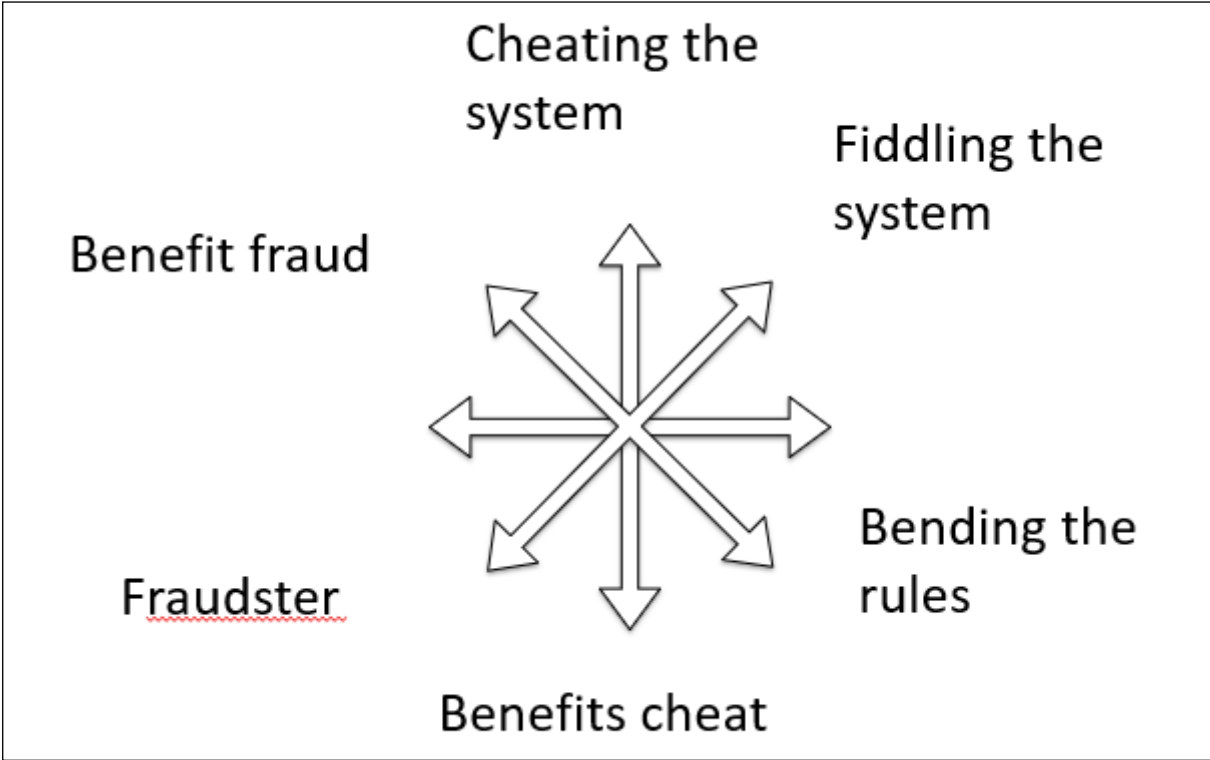 Cheating the
system
Fiddling the
system
Benefit fraud
Bending the
rules
Fraudster
Benefits cheat